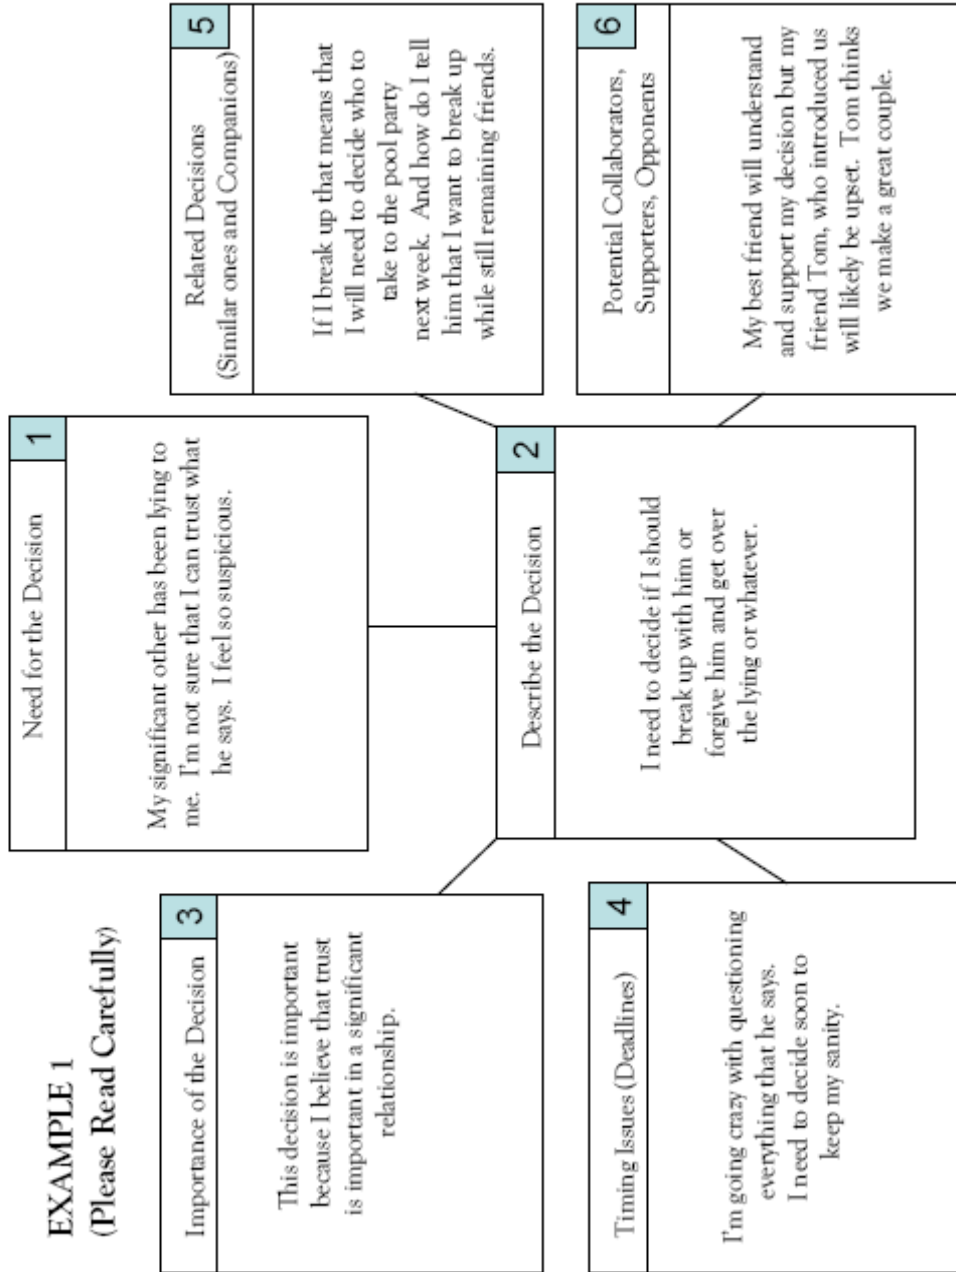 EXAMPLE 1
(Please Read Carefully)
Need for the Decision
1
My significant other has been lying to
me. I'm not sure that I can trust what
he says. I feel so suspicious.
Describe the Decision
2
I need to decide if I should
break up with him or
forgive him and get over
the lying or whatever.
Importance of the Decision
3
This decision is important
because I believe that trust
is important in a significant
relationship.
Timing Issues (Deadlines)
4
I'm going crazy with questioning
everything that he says.
I need to decide soon to
keep my sanity.
Related Decisions
(Similar ones and Companions)
5
If I break up that means that
I will need to decide who to
take to the pool party
next week. And how do I tell
him that I want to break up
while still remaining friends.
Potential Collaborators,
Supporters, Opponents
6
My best friend will understand
and support my decision but my
friend Tom, who introduced us
will likely be upset. Tom thinks
we make a great couple.